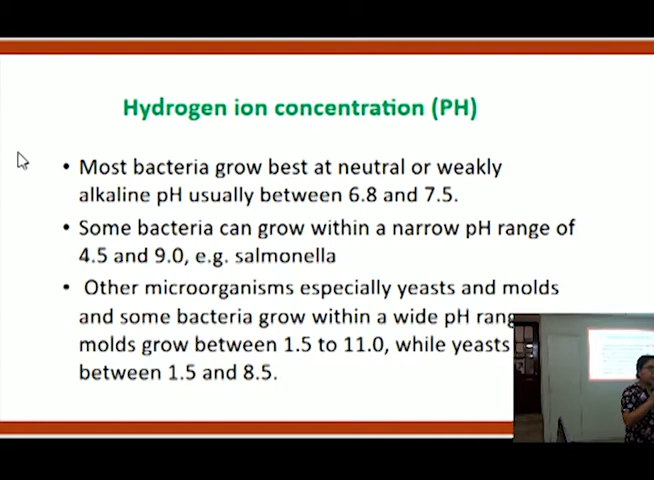 Hydrogen ion concentration (PH)
• Most bacteria grow best at neutral or weakly
alkaline pH usually between 6.8 and 7.5.
• Some bacteria can grow within a narrow pH range of
4.5 and 9.0, e.g. salmonella
• Other microorganisms especially yeasts and molds
and some bacteria grow within a wide pH rang
molds grow between 1.5 to 11.0, while yeasts
between 1.5 and 8.5.